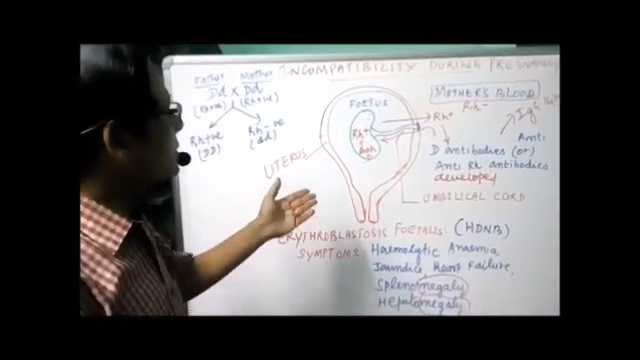 INCOMPATIBILITY DURING PREGNANCY
Father Mother
Dd x Dd
(Rh+ve) (Rh+ve)
Rh+ve Rh-ve
(DD) (dd)
UTERUS
FOETUS
Rh+
Rh+
MOTHER'S BLOOD
Rh-
IgG
Anti
D antibodies (or)
Anti Rh antibodies
developed
UMBILICAL CORD
ERYTHROBLASTOSIS FOETALIS: (HDNB)
SYMPTOMS Haemolytic Anaemia
Jaundice, Heart Failure,
Splenomegaly
Hepatomegaly